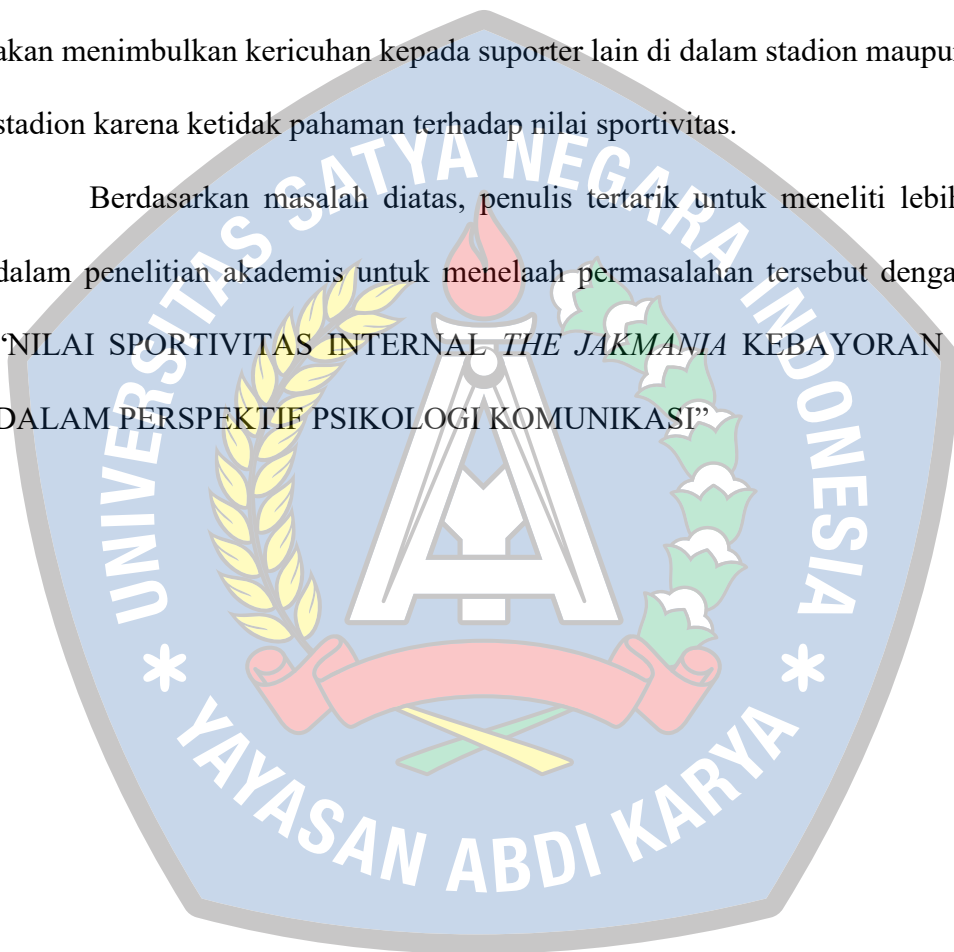 akan menimbulkan kericuhan kepada suporter lain di dalam stadion maupun
stadion karena ketidak pahaman terhadap nilai sportivitas.
Berdasarkan masalah diatas, penulis tertarik untuk meneliti lebih
dalam penelitian akademis untuk menelaah permasalahan tersebut
“NILAI SPORTIVITAS INTERNAL THE JAKMANIA KEBAYORAN
DALAM PERSPEKTIF PSIKOLOGI KOMUNIKASI”
UNIVERSITAS SATYA NEGARA INDONESIA
* YAYASAN ABDI KARYA *